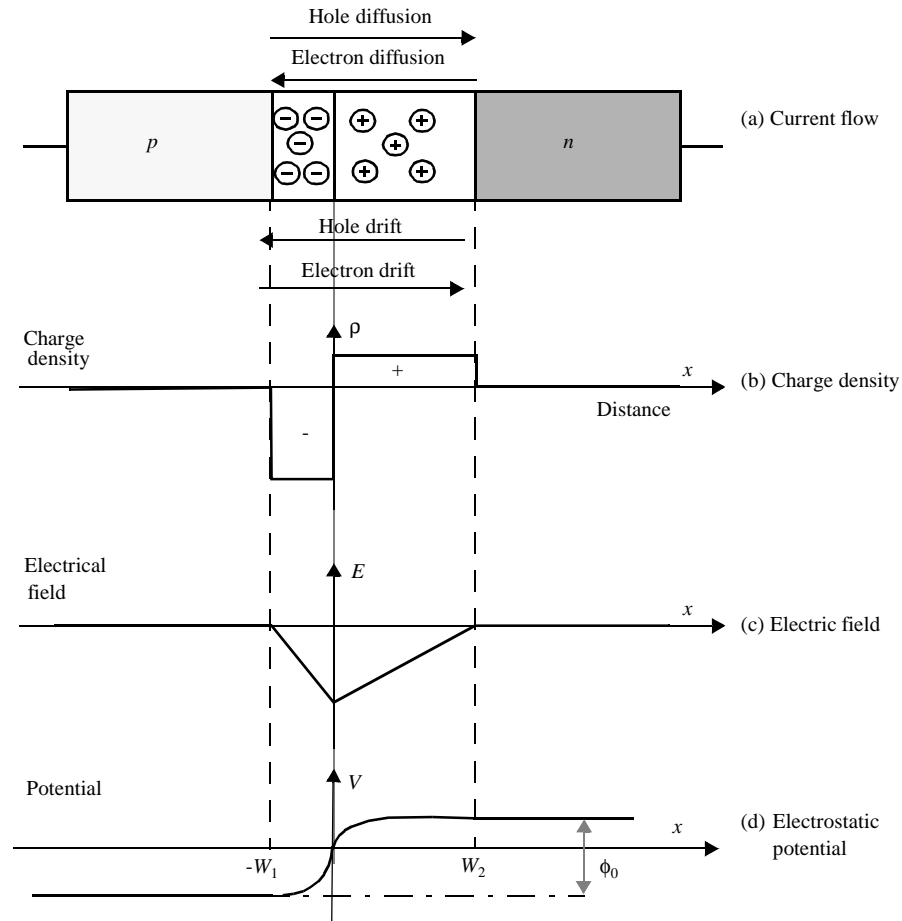 Hole diffusion
Electron diffusion
p
n
(a) Current flow
Hole drift
Electron drift
Charge
density
ρ
+
-
x
Distance
(b) Charge density
Electrical
field
E
x
(c) Electric field
Potential
V
x
-W1
W2
ϕ0
(d) Electrostatic
potential